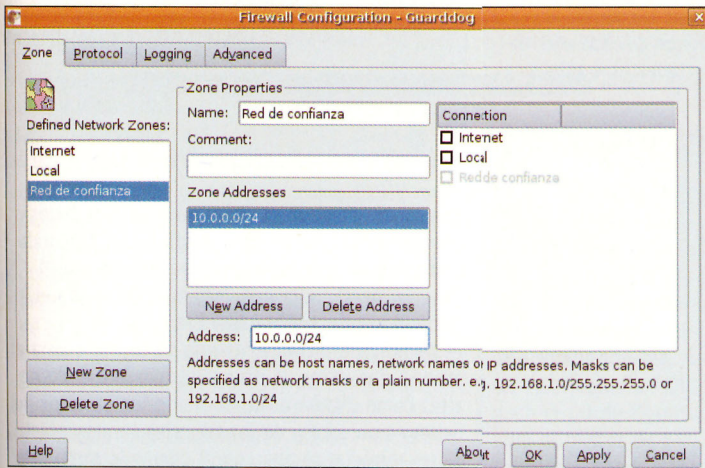 Firewall Configuration - Guarddog
Zone Protocol Logging Advanced
Defined Network Zones:
Internet
Local
Red de confianza
New Zone
Delete Zone
Zone Properties
Name: Red de confianza
Comment:
Zone Addresses
10.0.0.0/24
New Address Delete Address
Address: 10.0.0.0/24
Connection
Internet
Local
Red de confianza
Addresses can be host names, network names or IP addresses. Masks can be
specified as network masks or a plain number. e.g. 192.168.1.0/255.255.255.0 or
192.168.1.0/24
Help About OK Apply Cancel